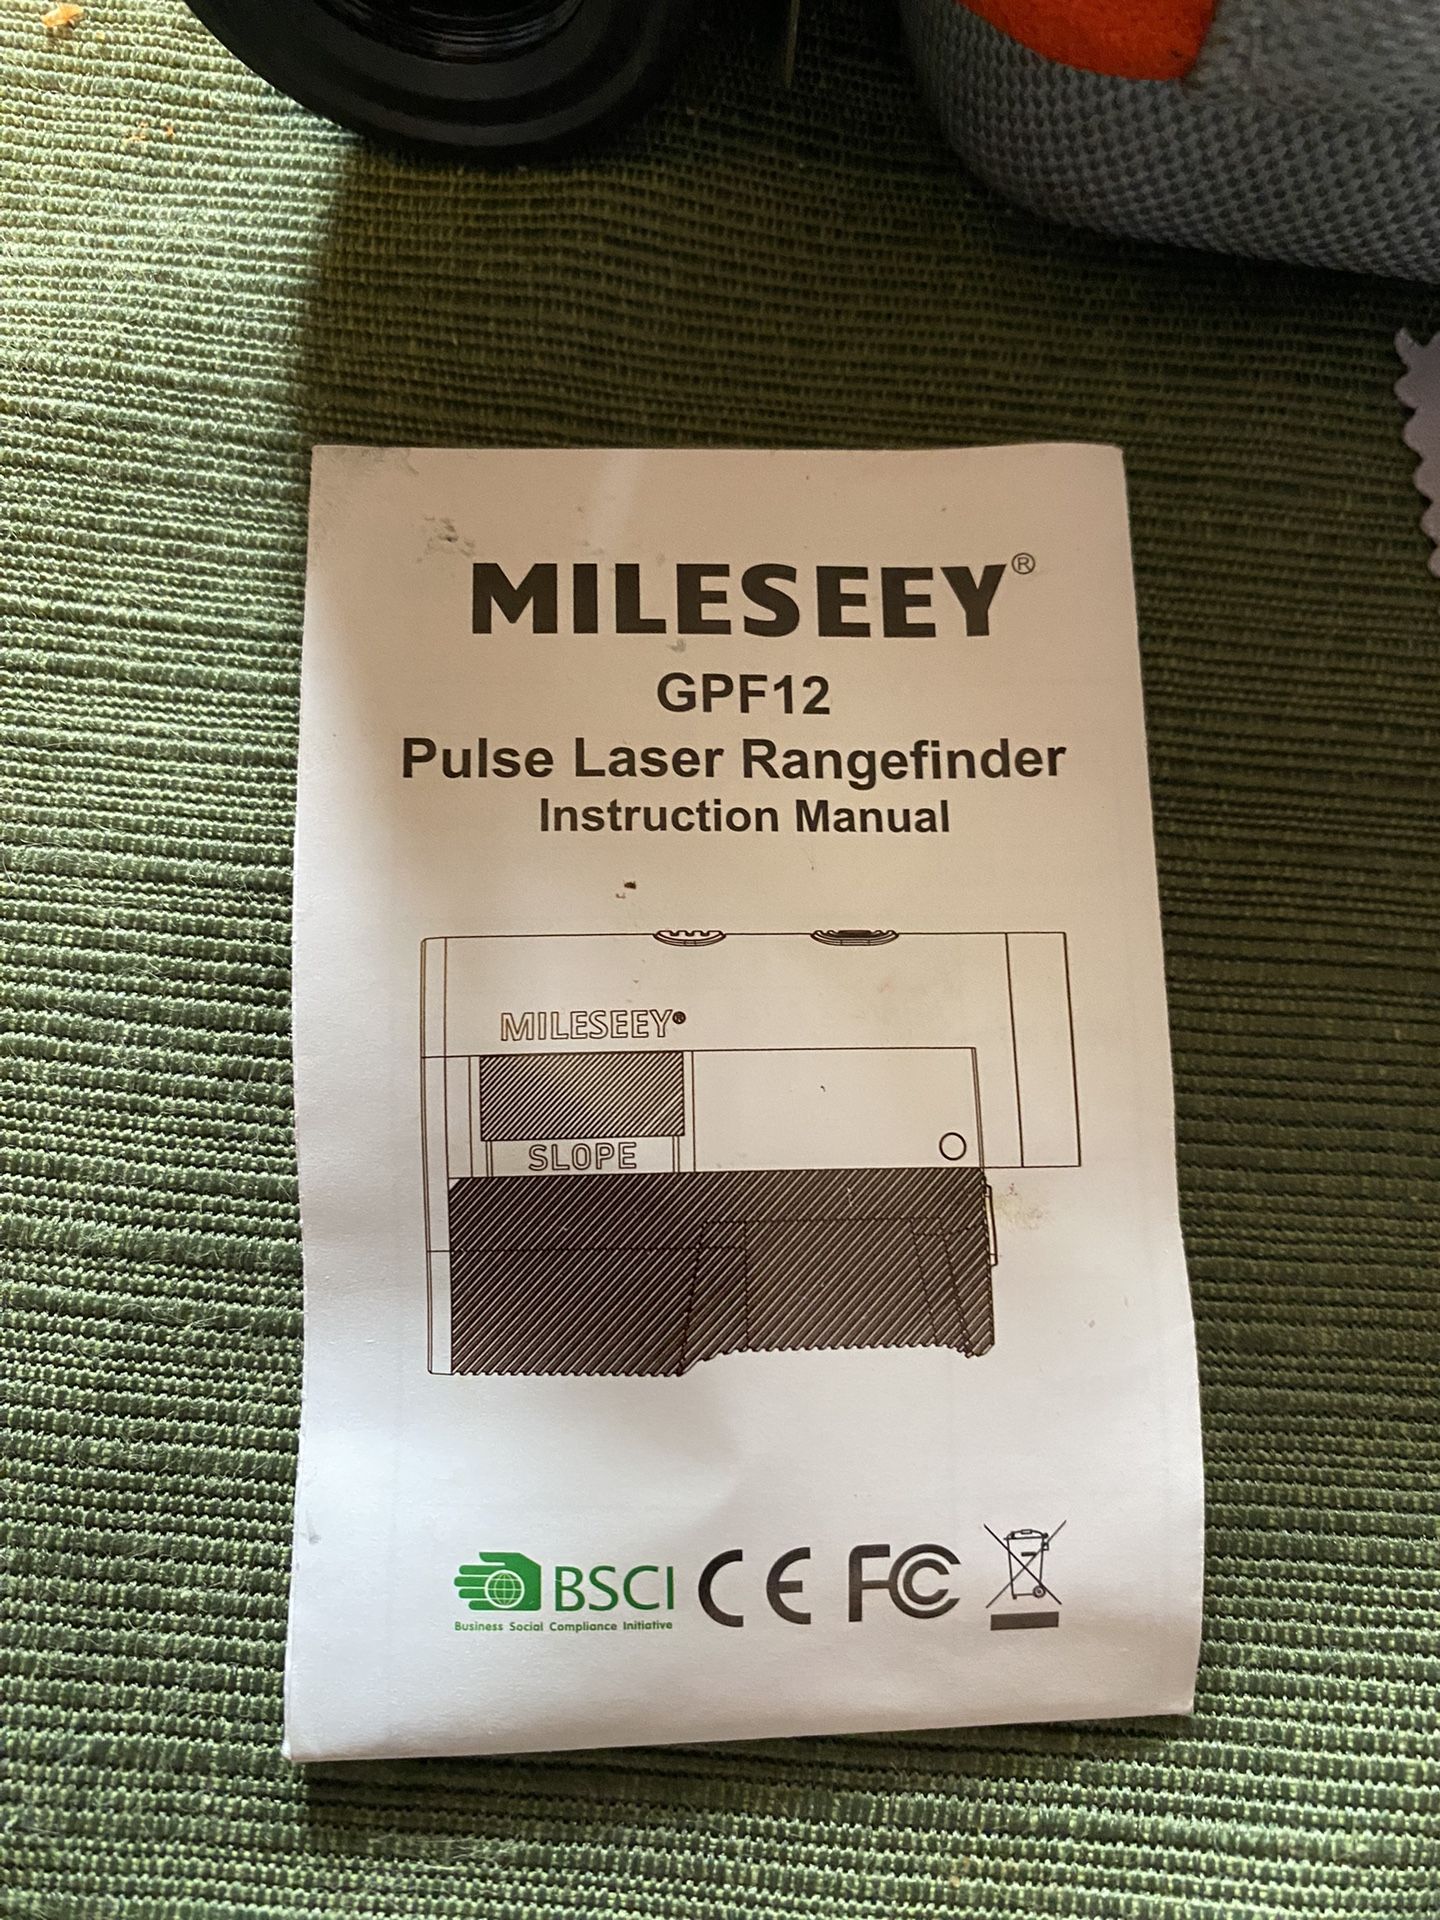 MILESEEY®
GPF12
Pulse Laser Rangefinder
Instruction Manual
MILESEEY®
SLOPE
BSCI CE FC
Business Social Compliance Initiative